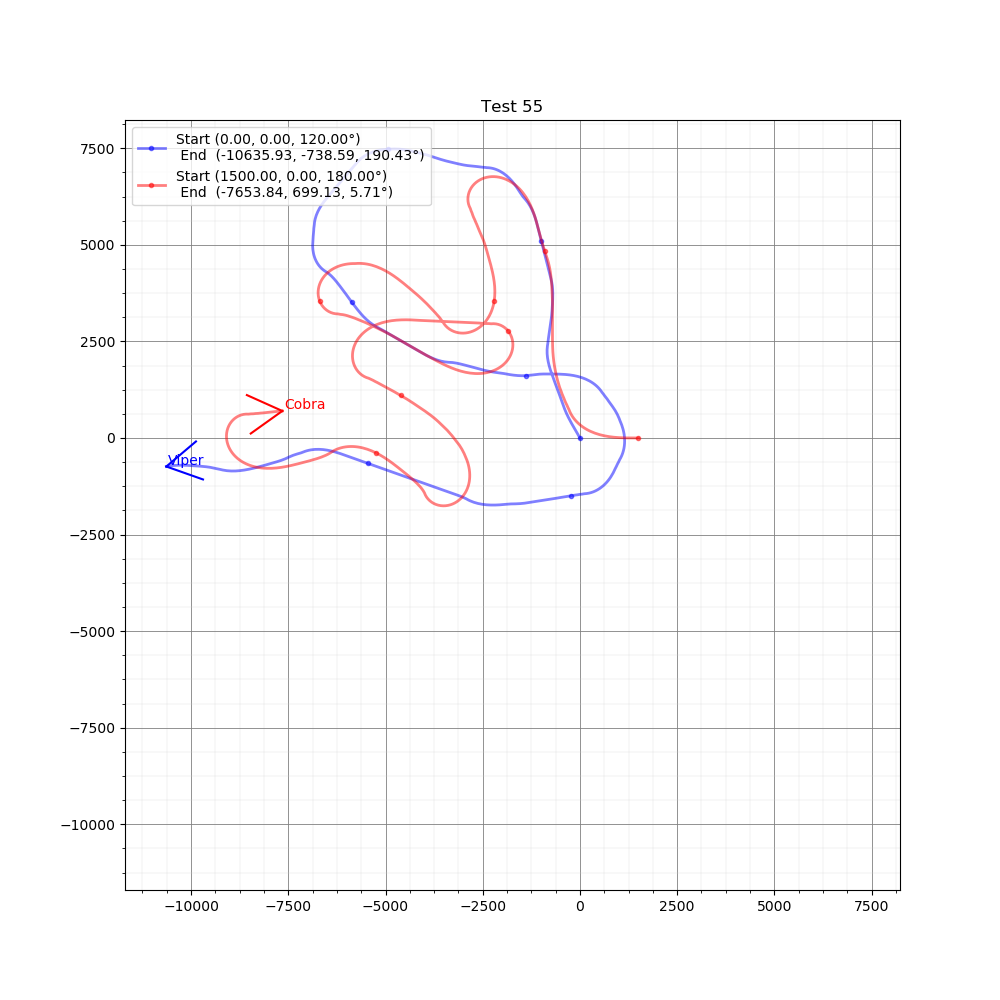 Test 55
Start (0.00, 0.00, 120.00°)
End  (-10635.93, -738.59, 190.43°)
Start (1500.00, 0.00, 180.00°)
End  (-7653.84, 699.13, 5.71°)
7500
5000
2500
0
−2500
−5000
−7500
−10000
Cobra
Viper
−10000 −7500 −5000 −2500 0 2500 5000 7500